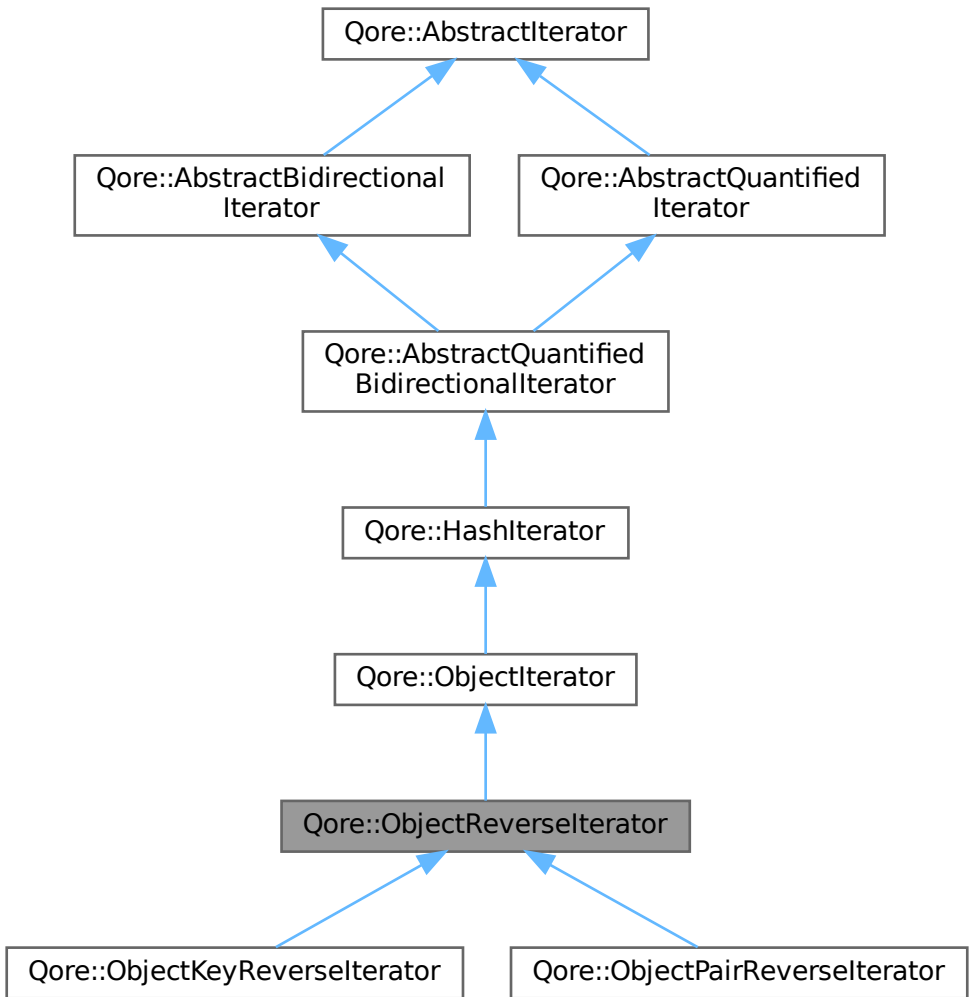 Qore::AbstractIterator
Qore::AbstractBidirectional
Iterator
Qore::AbstractQuantified
Iterator
Qore::AbstractQuantified
BidirectionalIterator
Qore::HashIterator
Qore::ObjectIterator
Qore::ObjectReverseIterator
Qore::ObjectKeyReverseIterator
Qore::ObjectPairReverseIterator